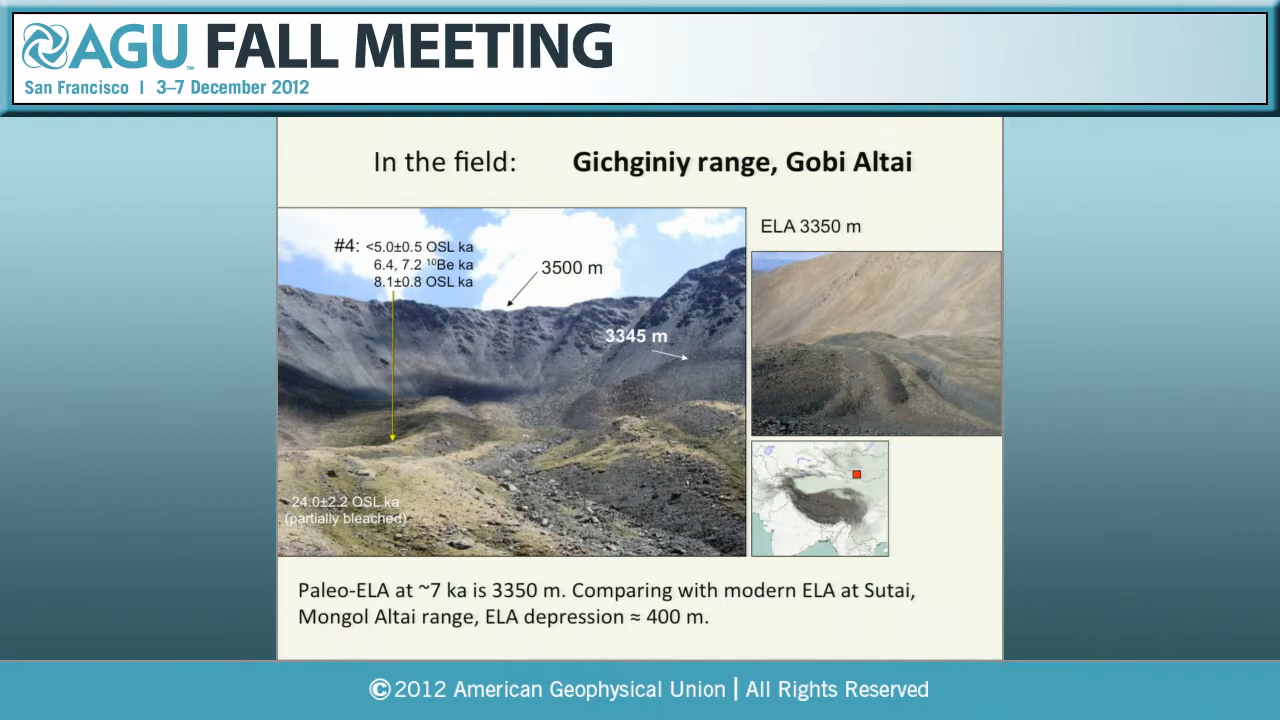 AGU™ FALL MEETING
San Francisco | 3–7 December 2012
In the field: Gichginiy range, Gobi Altai
ELA 3350 m
#4: <5.0±0.5 OSL ka
6.4, 7.2 ¹⁰Be ka
8.1±0.8 OSL ka
3500 m
3345 m
24.0±2.2 OSL ka
(partially bleached)
Paleo-ELA at ~7 ka is 3350 m. Comparing with modern ELA at Sutai,
Mongol Altai range, ELA depression ≈ 400 m.
©2012 American Geophysical Union | All Rights Reserved